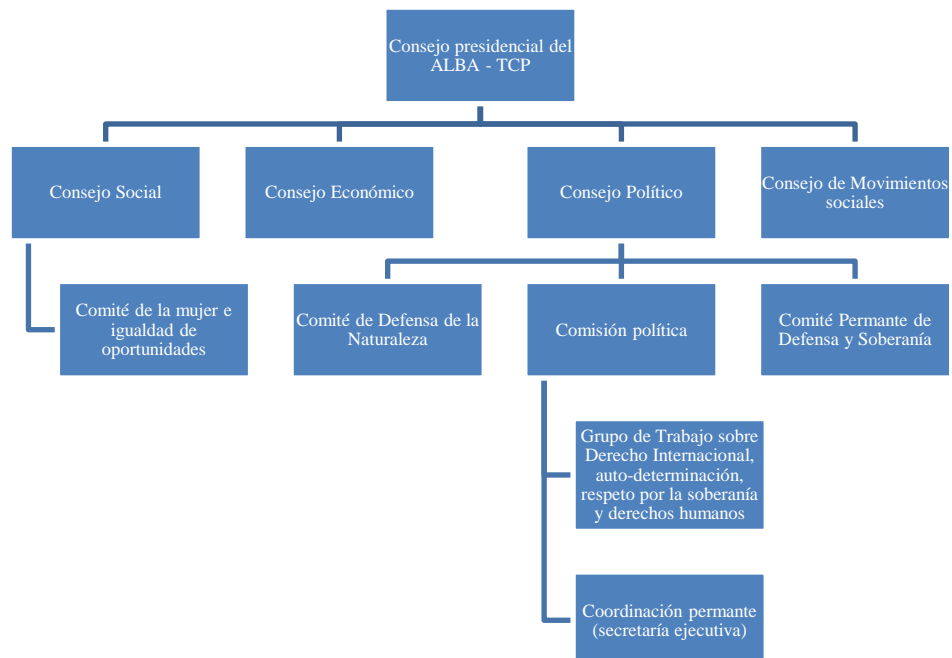 Consejo presidencial del
ALBA - TCP
Consejo Social
Consejo Económico
Consejo Político
Consejo de Movimientos
sociales
Comité de la mujer e
igualdad de
oportunidades
Comité de Defensa de la
Naturaleza
Comisión política
Comité Permante de
Defensa y Soberanía
Grupo de Trabajo sobre
Derecho Internacional,
auto-determinación,
respeto por la soberanía
y derechos humanos
Coordinación permante
(secretaría ejecutiva)